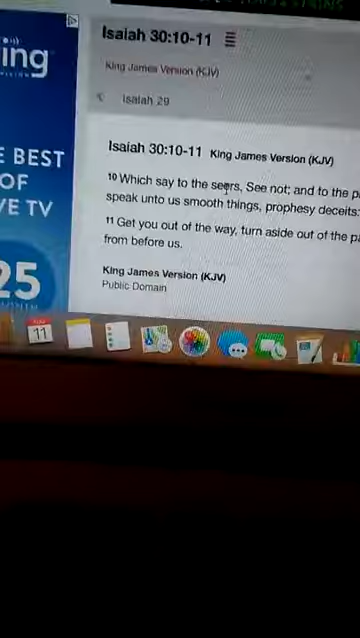 Isaiah 30:10-11
King James Version (KJV)
Isaiah 29
ing
VISION
E BEST
OF
VE TV
25
Isaiah 30:10-11 King James Version (KJV)
10 Which say to the seers, See not; and to the
speak unto us smooth things, prophesy deceits:
11 Get you out of the way, turn aside out of the
from before us.
King James Version (KJV)
Public Domain
11